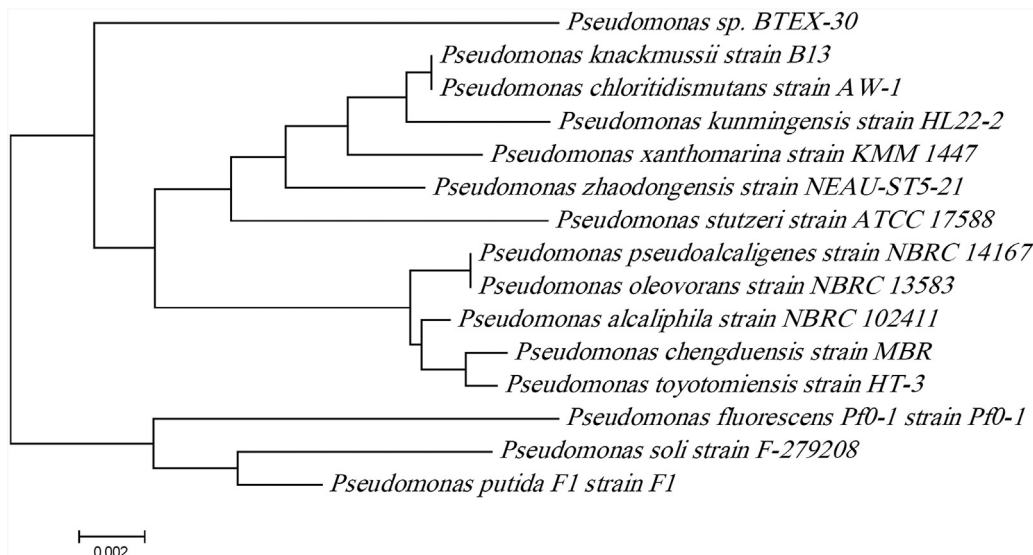 Pseudomonas sp. BTEX-30
Pseudomonas knackmussii strain B13
Pseudomonas chloritidismutans strain AW-1
Pseudomonas kunmingensis strain HL22-2
Pseudomonas xanthomarina strain KMM 1447
Pseudomonas zhaodongensis strain NEAU-ST5-21
Pseudomonas stutzeri strain ATCC 17588
Pseudomonas pseudoalcaligenes strain NBRC 14167
Pseudomonas oleovorans strain NBRC 13583
Pseudomonas alcaliphila strain NBRC 102411
Pseudomonas chengduensis strain MBR
Pseudomonas toyotomiensis strain HT-3
Pseudomonas fluorescens Pf0-1 strain Pf0-1
Pseudomonas soli strain F-279208
Pseudomonas putida F1 strain F1
0.002